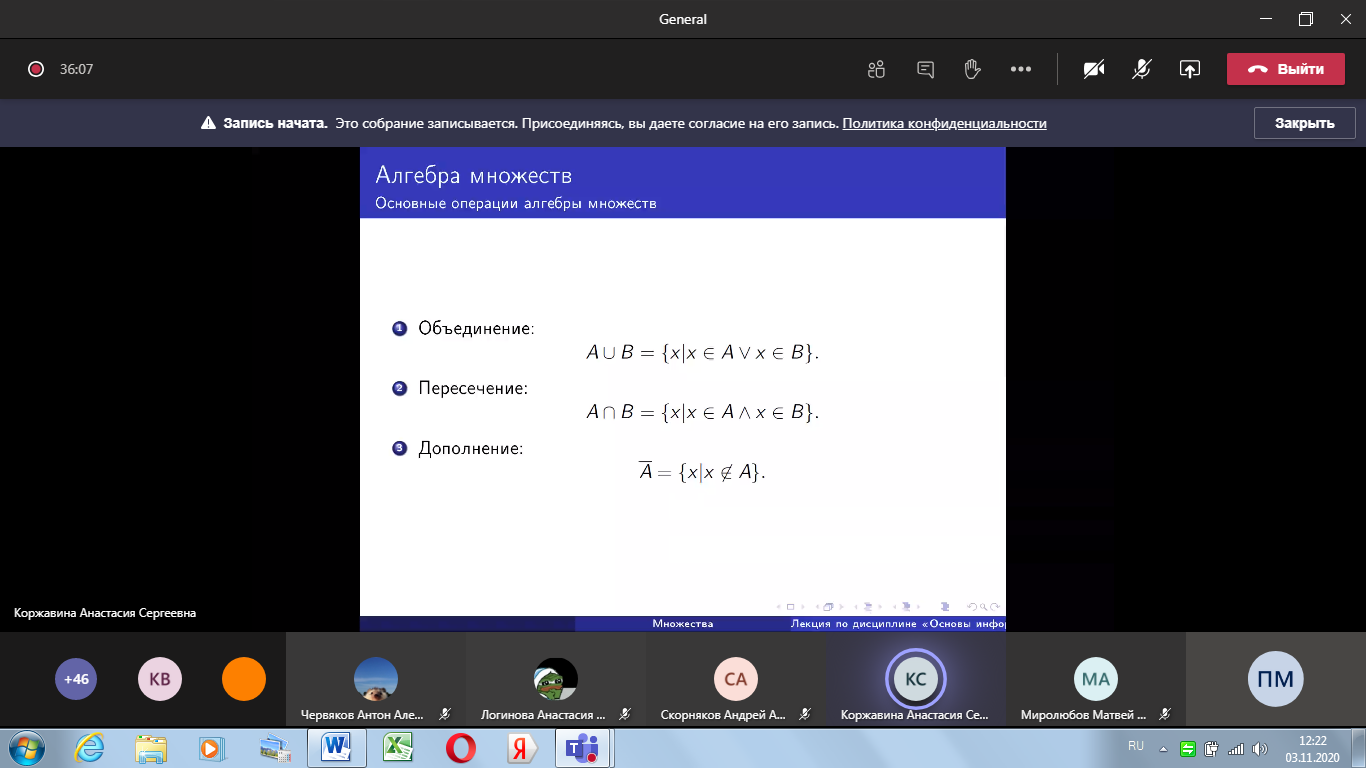 General
36:07
Выйти
Запись начата. Это собрание записывается. Присоединяясь, вы даете согласие на его запись. Политика конфиденциальности
Закрыть
Алгебра множеств
Основные операции алгебры множеств
1 Объединение:
A ∪ B = {x|x ∈ A ∨ x ∈ B}.
2 Пересечение:
A ∩ B = {x|x ∈ A ∧ x ∈ B}.
3 Дополнение:
A̅ = {x|x ∉ A}.
Коржавина Анастасия Сергеевна
Множества
Лекция по дисциплине «Основы инфор
+46
КВ
СА
КС
МА
ПМ
Червяков Антон Але...
Логинова Анастасия ...
Скорняков Андрей А...
Коржавина Анастасия Се...
Миролюбов Матвей ...
RU
12:22
03.11.2020